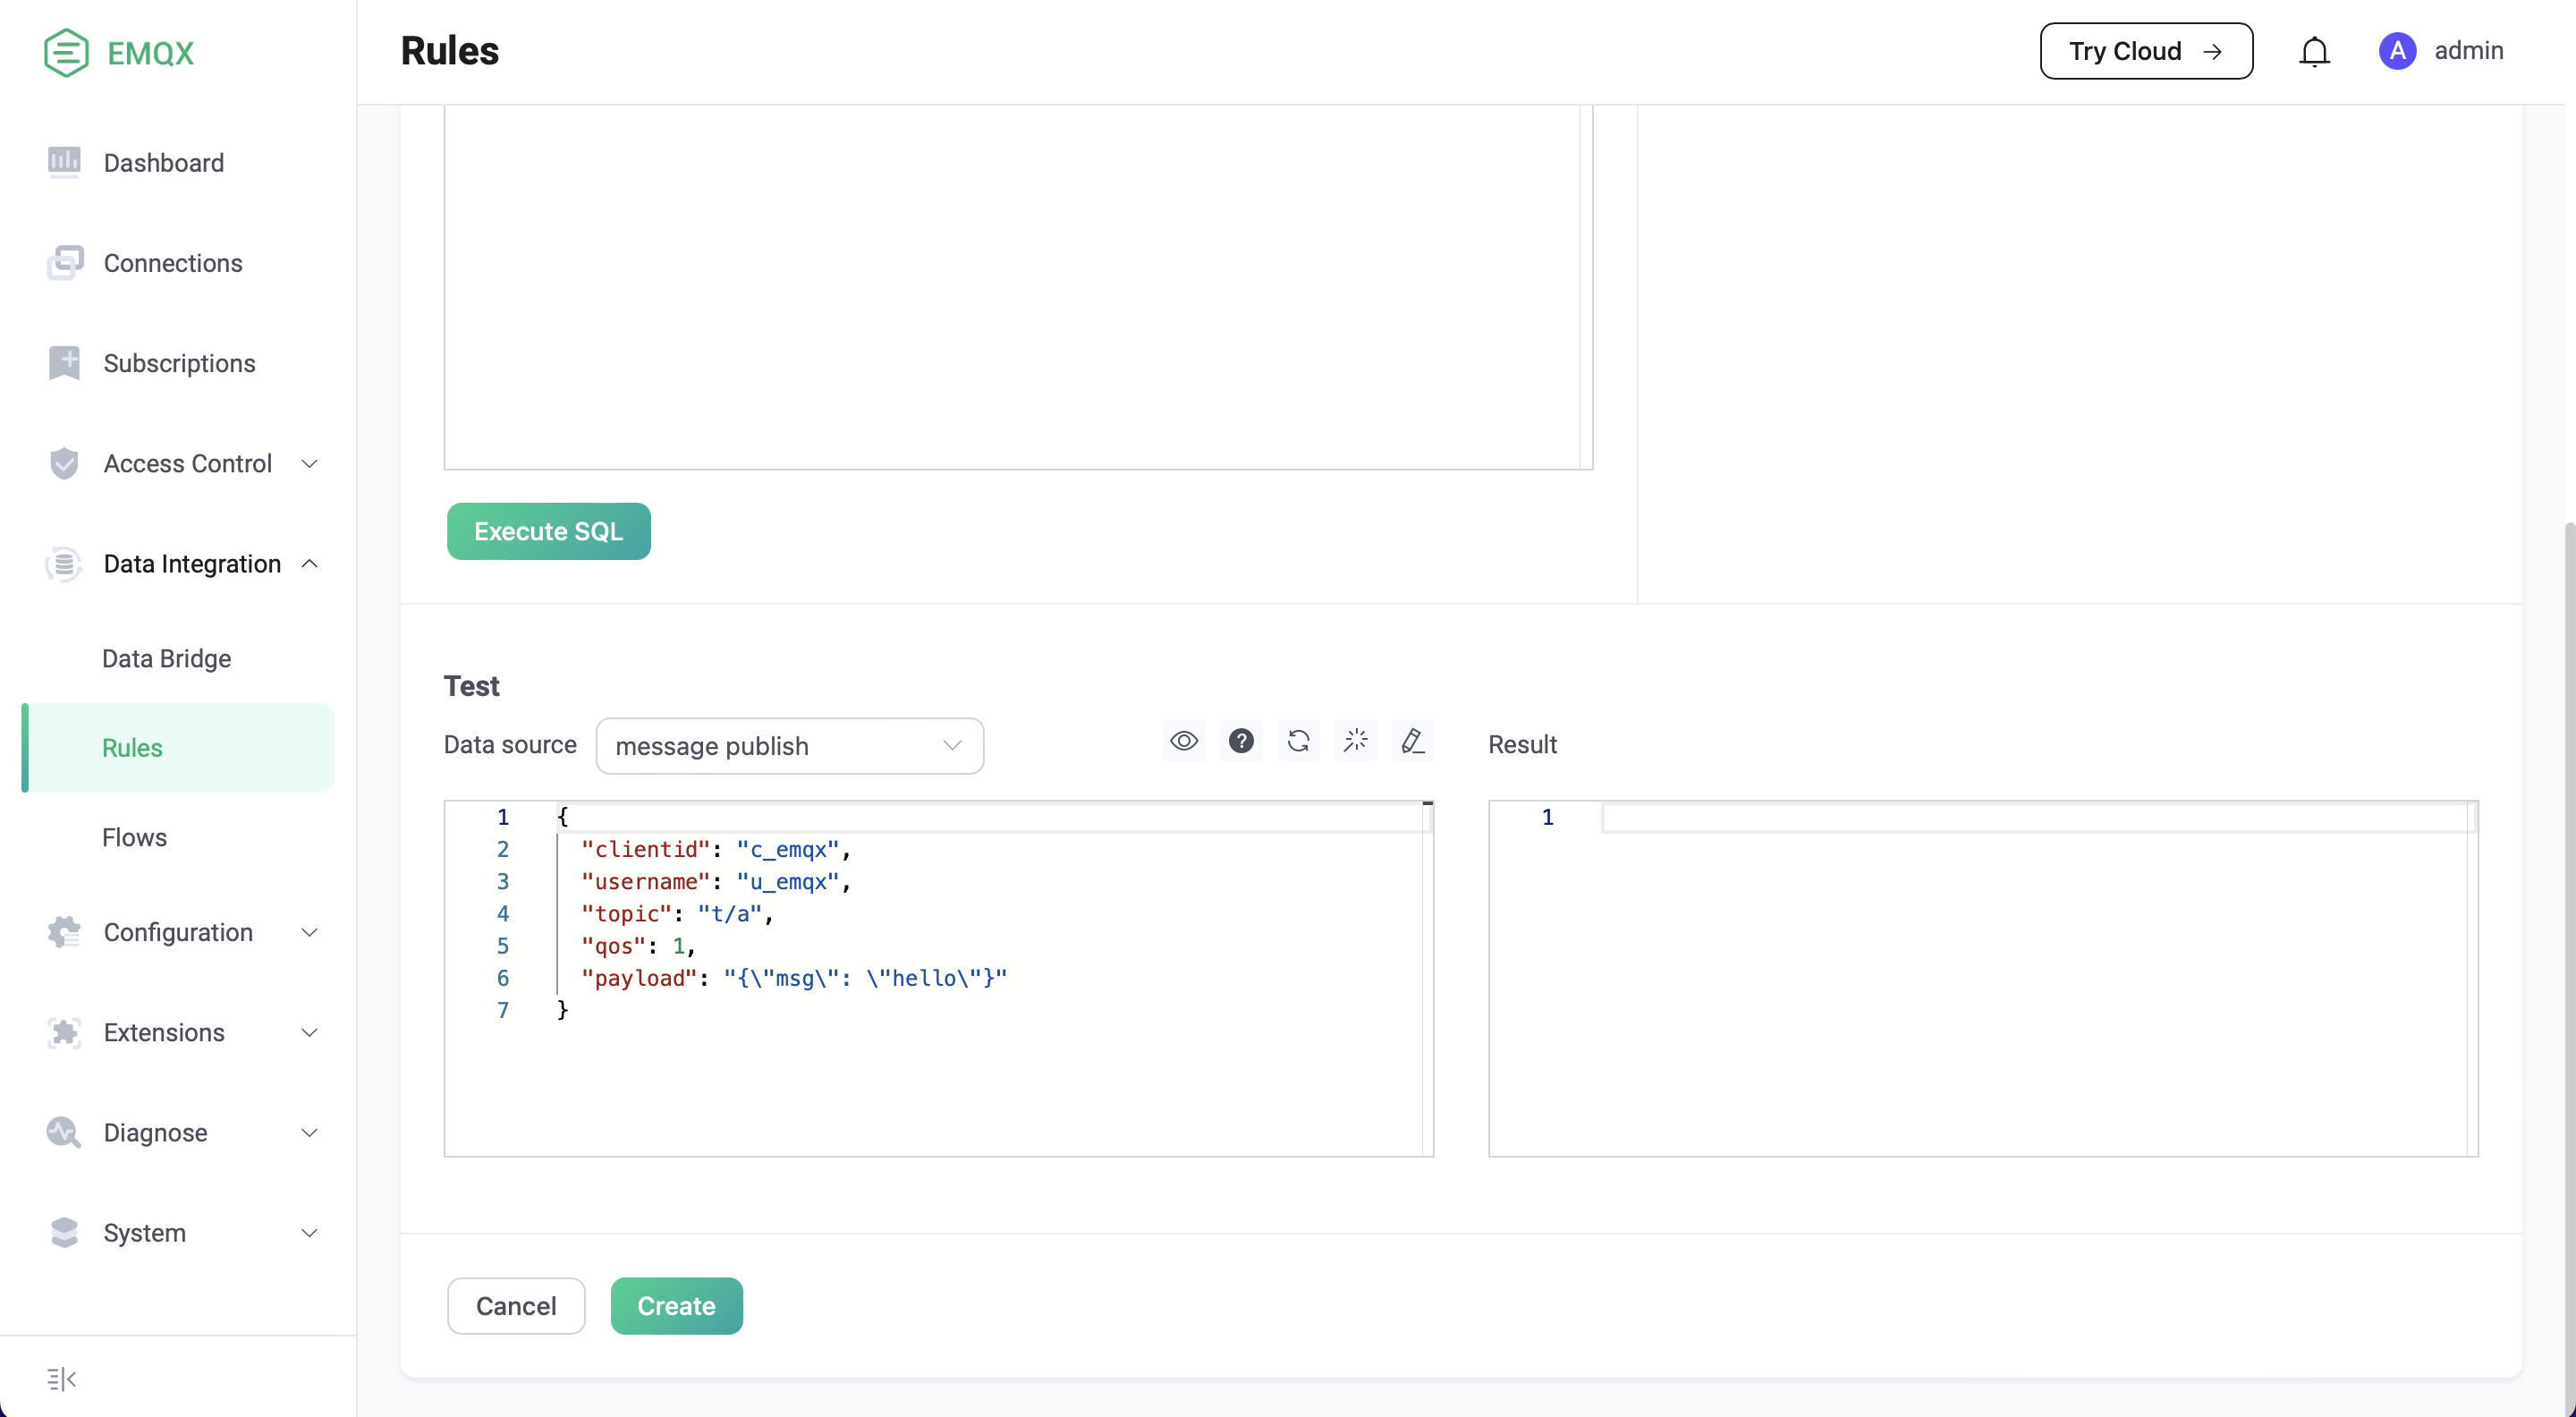 EMQX
Rules
Try Cloud →
A admin
Dashboard
Connections
Subscriptions
Access Control
Data Integration
Data Bridge
Rules
Flows
Configuration
Extensions
Diagnose
System
Execute SQL
Test
Data source
message publish
?
Result
1 {
2 "clientid": "c_emqx",
3 "username": "u_emqx",
4 "topic": "t/a",
5 "qos": 1,
6 "payload": "{\"msg\": \"hello\"}"
7 }
1
Cancel
Create